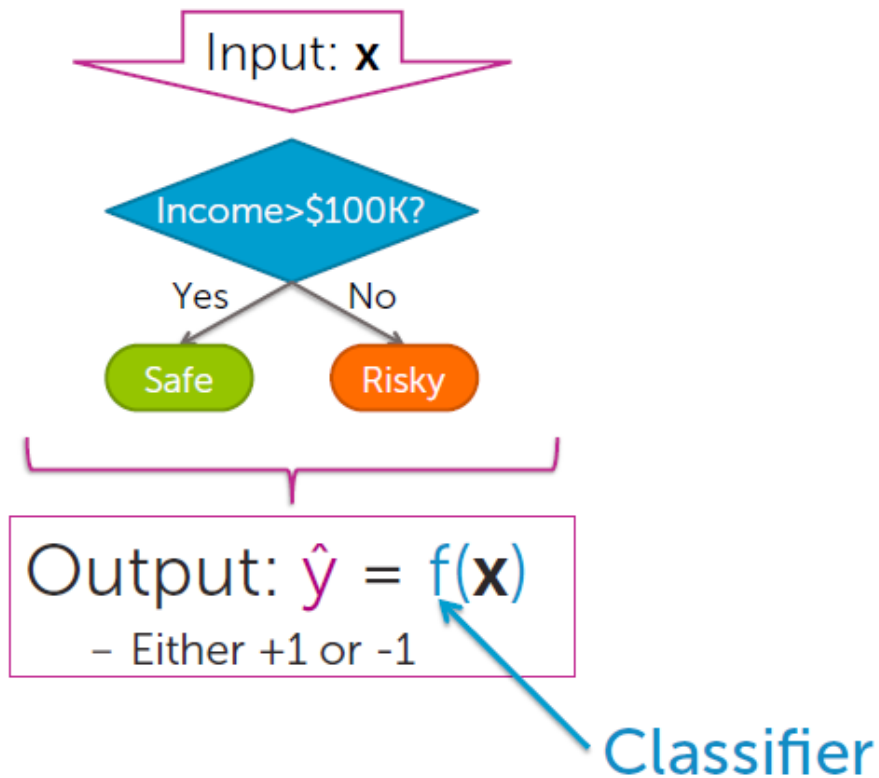 Input: x
Income>$100K?
Yes No
Safe Risky
Output: ŷ = f(x)
– Either +1 or -1
Classifier